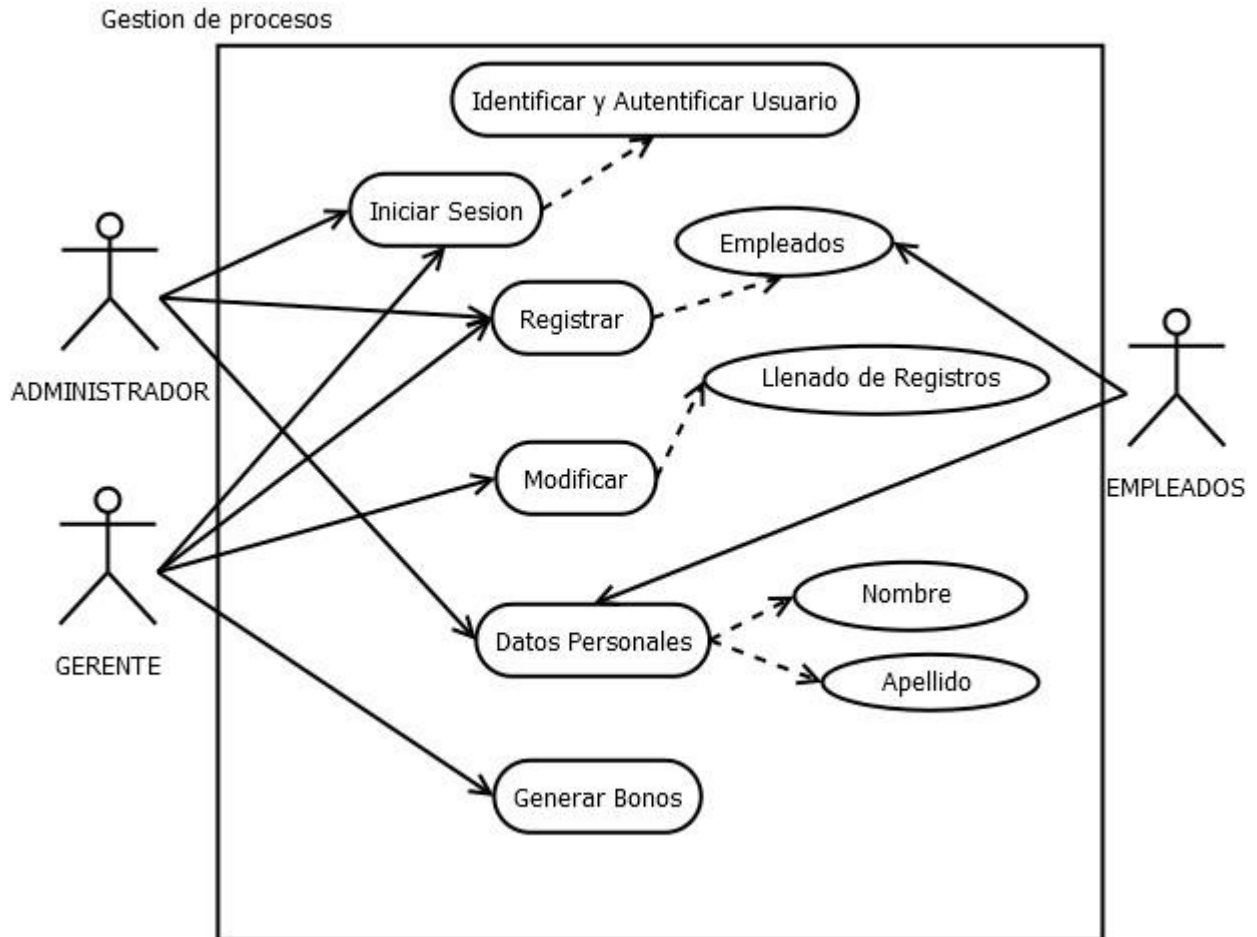 Gestion de procesos
Identificar y Autentificar Usuario
Iniciar Sesion
Empleados
Registrar
ADMINISTRADOR
Llenado de Registros
Modificar
EMPLEADOS
GERENTE
Nombre
Datos Personales
Apellido
Generar Bonos